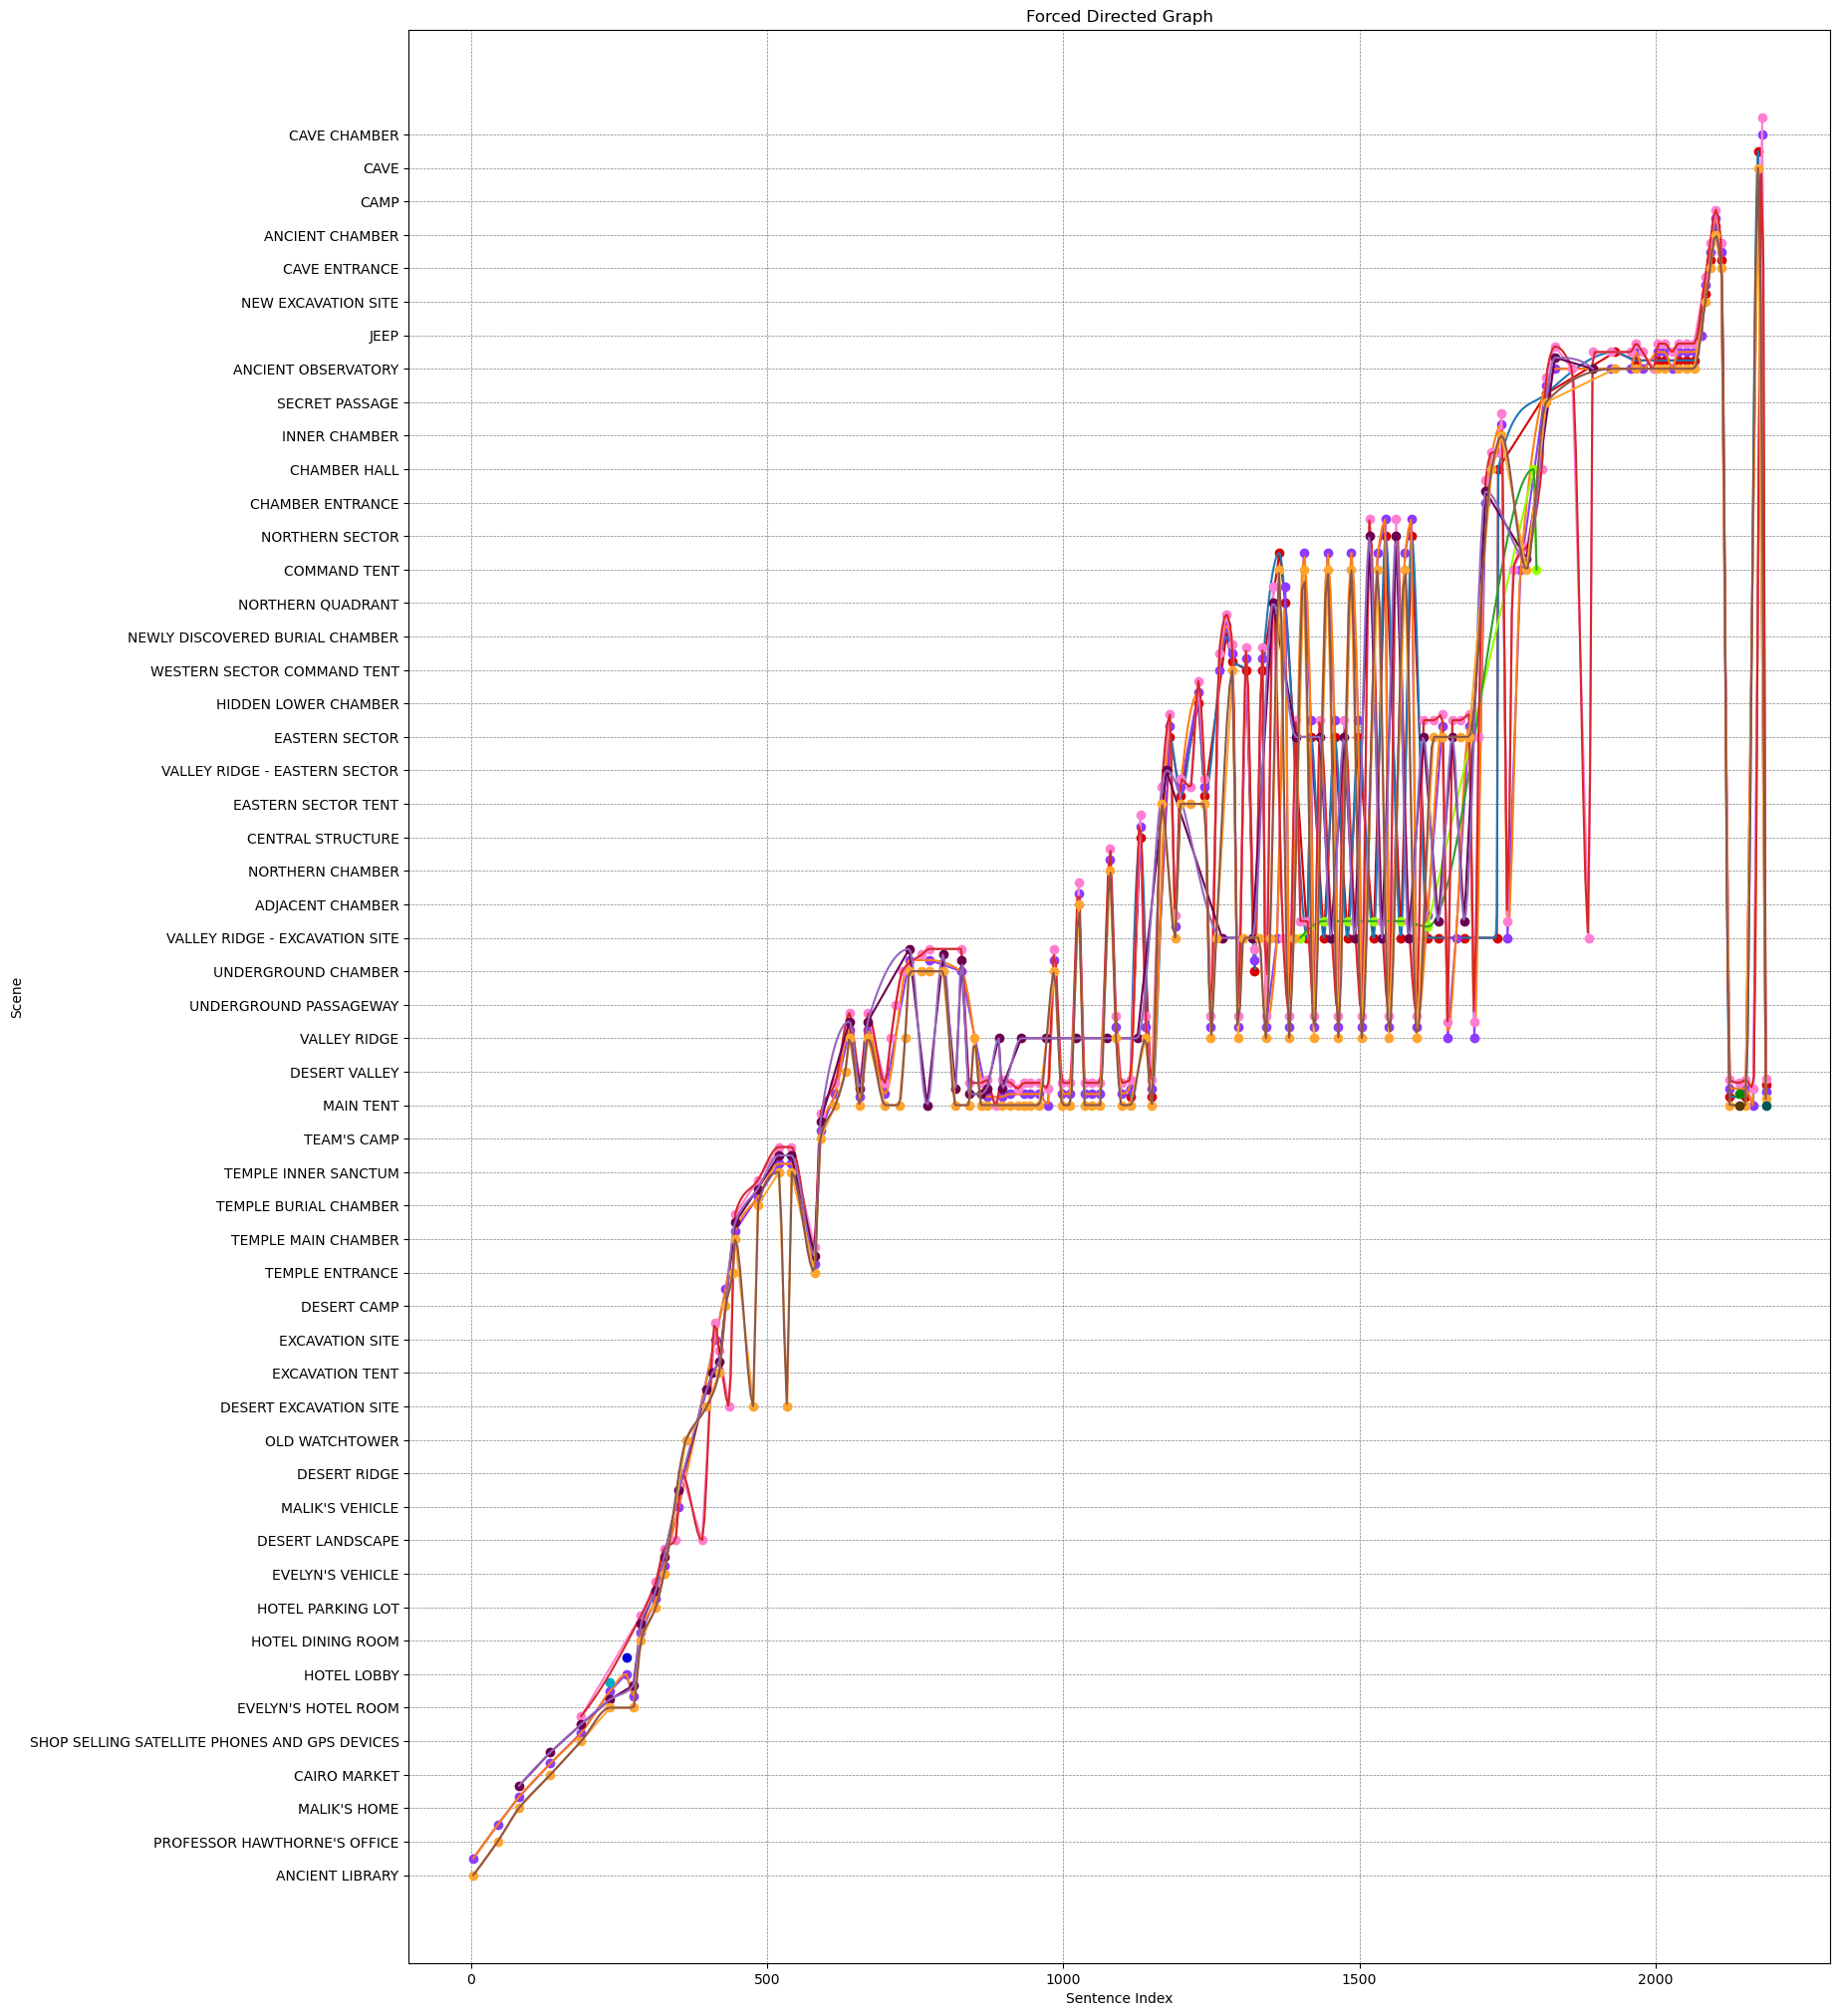 Forced Directed Graph
CAVE CHAMBER
CAVE
CAMP
ANCIENT CHAMBER
CAVE ENTRANCE
NEW EXCAVATION SITE
JEEP
ANCIENT OBSERVATORY
SECRET PASSAGE
INNER CHAMBER
CHAMBER HALL
CHAMBER ENTRANCE
NORTHERN SECTOR
COMMAND TENT
NORTHERN QUADRANT
NEWLY DISCOVERED BURIAL CHAMBER
WESTERN SECTOR COMMAND TENT
HIDDEN LOWER CHAMBER
EASTERN SECTOR
VALLEY RIDGE - EASTERN SECTOR
EASTERN SECTOR TENT
CENTRAL STRUCTURE
NORTHERN CHAMBER
ADJACENT CHAMBER
VALLEY RIDGE - EXCAVATION SITE
UNDERGROUND CHAMBER
UNDERGROUND PASSAGEWAY
VALLEY RIDGE
DESERT VALLEY
MAIN TENT
TEAM'S CAMP
TEMPLE INNER SANCTUM
TEMPLE BURIAL CHAMBER
TEMPLE MAIN CHAMBER
TEMPLE ENTRANCE
DESERT CAMP
EXCAVATION SITE
EXCAVATION TENT
DESERT EXCAVATION SITE
OLD WATCHTOWER
DESERT RIDGE
MALIK'S VEHICLE
DESERT LANDSCAPE
EVELYN'S VEHICLE
HOTEL PARKING LOT
HOTEL DINING ROOM
HOTEL LOBBY
EVELYN'S HOTEL ROOM
SHOP SELLING SATELLITE PHONES AND GPS DEVICES
CAIRO MARKET
MALIK'S HOME
PROFESSOR HAWTHORNE'S OFFICE
ANCIENT LIBRARY
Scene
0 500 1000 1500 2000
Sentence Index